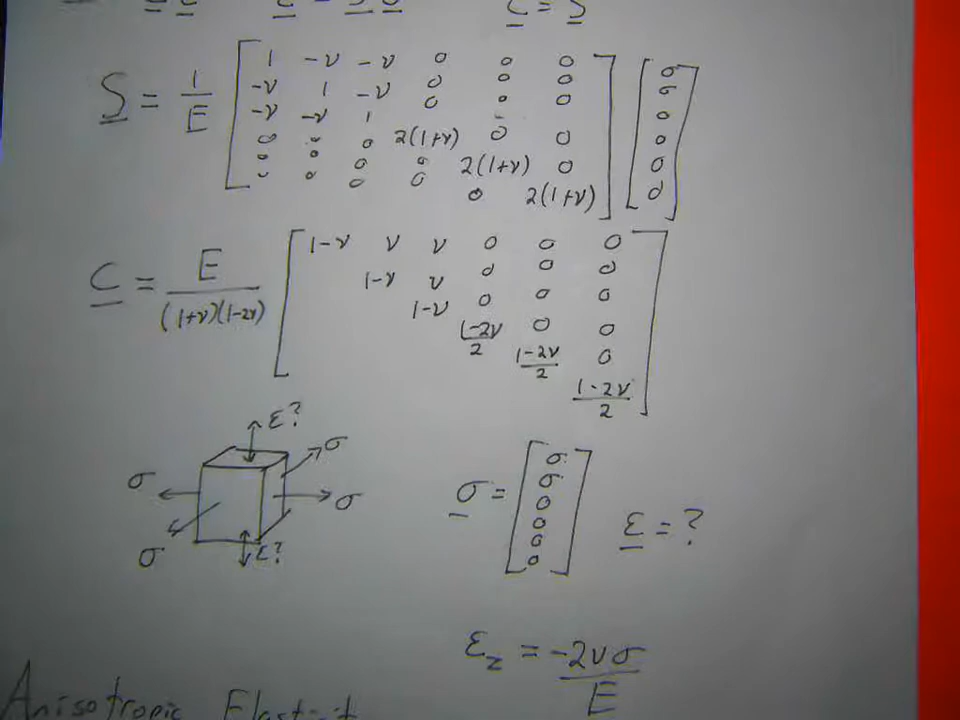 S = 1/E [ 1 -ν -ν 0 0 0 ] [ σ ]
-ν 1 -ν 0 0 0 σ
-ν -ν 1 0 0 0 0
0 0 0 2(1+ν) 0 0 0
0 0 0 0 2(1+ν) 0 0
0 0 0 0 0 2(1+ν) 0
C = E/((1+ν)(1-2ν)) [ 1-ν ν ν 0 0 0 ]
1-ν ν 0 0 0
1-ν 0 0 0
(1-2ν)/2 0 0
(1-2ν)/2 0
(1-2ν)/2
ε?
σ
σ
σ
σ
ε?
σ = [ σ σ 0 0 0 0 ]
ε = ?
ε_z = -2νσ/E
Anisotropic